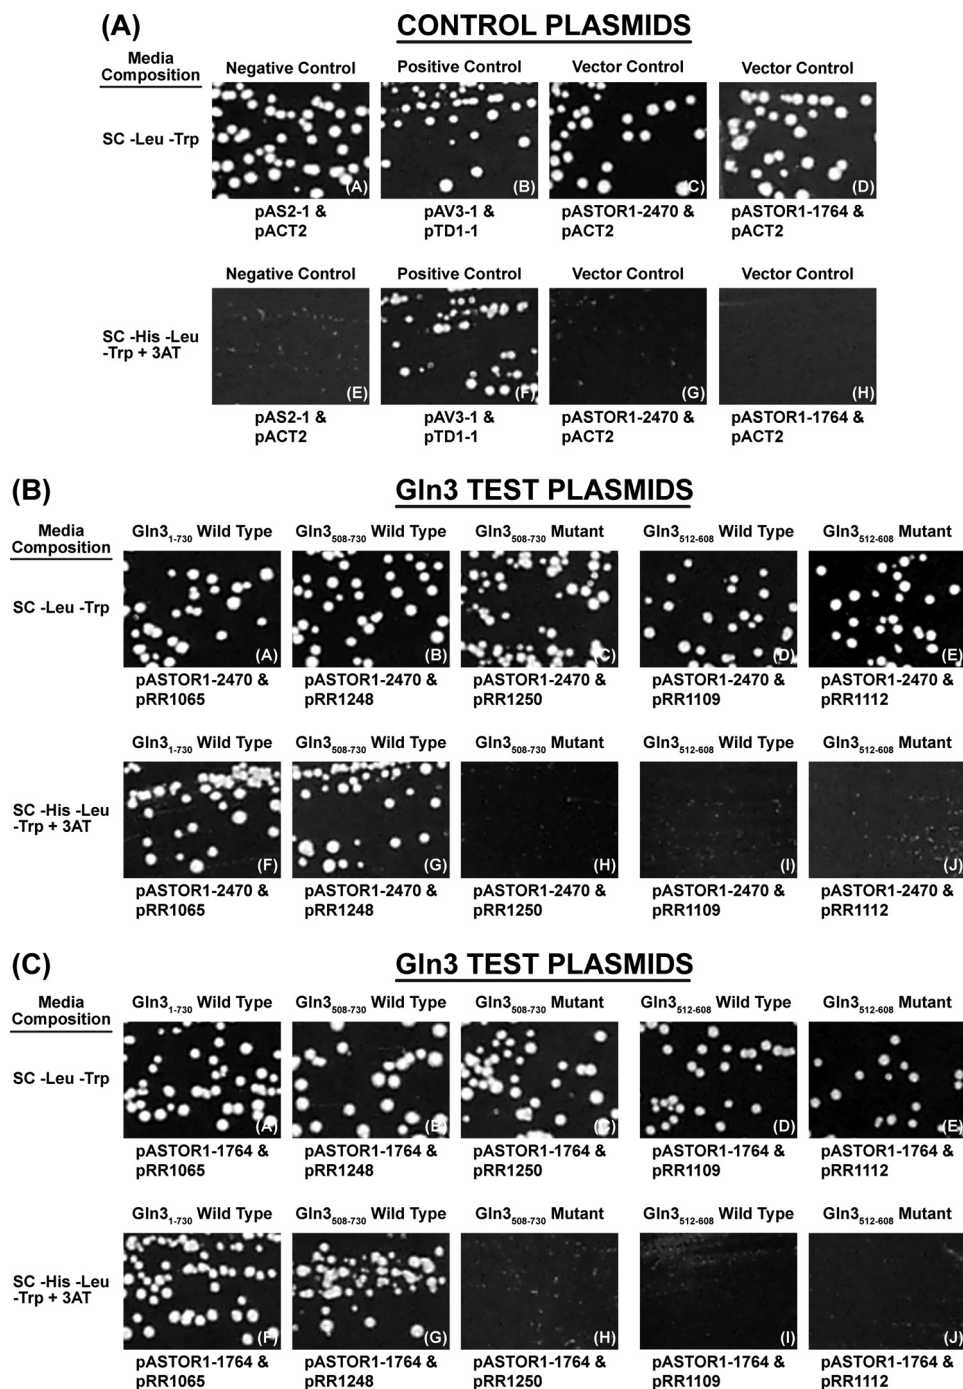 (A) CONTROL PLASMIDS
Media
Composition
Negative Control Positive Control Vector Control Vector Control
SC -Leu -Trp
(A) (B) (C) (D)
pAS2-1 & pAV3-1 & pASTOR1-2470 & pASTOR1-1764 &
pACT2 pTD1-1 pACT2 pACT2
Negative Control Positive Control Vector Control Vector Control
SC -His -Leu
-Trp + 3AT
(E) (F) (G) (H)
pAS2-1 & pAV3-1 & pASTOR1-2470 & pASTOR1-1764 &
pACT2 pTD1-1 pACT2 pACT2
(B) Gln3 TEST PLASMIDS
Media
Composition
Gln3₁₋₇₃₀ Wild Type Gln3₅₀₈₋₇₃₀ Wild Type Gln3₅₀₈₋₇₃₀ Mutant Gln3₅₁₂₋₆₀₈ Wild Type Gln3₅₁₂₋₆₀₈ Mutant
SC -Leu -Trp
(A) (B) (C) (D) (E)
pASTOR1-2470 & pASTOR1-2470 & pASTOR1-2470 & pASTOR1-2470 & pASTOR1-2470 &
pRR1065 pRR1248 pRR1250 pRR1109 pRR1112
Gln3₁₋₇₃₀ Wild Type Gln3₅₀₈₋₇₃₀ Wild Type Gln3₅₀₈₋₇₃₀ Mutant Gln3₅₁₂₋₆₀₈ Wild Type Gln3₅₁₂₋₆₀₈ Mutant
SC -His -Leu
-Trp + 3AT
(F) (G) (H) (I) (J)
pASTOR1-2470 & pASTOR1-2470 & pASTOR1-2470 & pASTOR1-2470 & pASTOR1-2470 &
pRR1065 pRR1248 pRR1250 pRR1109 pRR1112
(C) Gln3 TEST PLASMIDS
Media
Composition
Gln3₁₋₇₃₀ Wild Type Gln3₅₀₈₋₇₃₀ Wild Type Gln3₅₀₈₋₇₃₀ Mutant Gln3₅₁₂₋₆₀₈ Wild Type Gln3₅₁₂₋₆₀₈ Mutant
SC -Leu -Trp
(A) (B) (C) (D) (E)
pASTOR1-1764 & pASTOR1-1764 & pASTOR1-1764 & pASTOR1-1764 & pASTOR1-1764 &
pRR1065 pRR1248 pRR1250 pRR1109 pRR1112
Gln3₁₋₇₃₀ Wild Type Gln3₅₀₈₋₇₃₀ Wild Type Gln3₅₀₈₋₇₃₀ Mutant Gln3₅₁₂₋₆₀₈ Wild Type Gln3₅₁₂₋₆₀₈ Mutant
SC -His -Leu
-Trp + 3AT
(F) (G) (H) (I) (J)
pASTOR1-1764 & pASTOR1-1764 & pASTOR1-1764 & pASTOR1-1764 & pASTOR1-1764 &
pRR1065 pRR1248 pRR1250 pRR1109 pRR1112